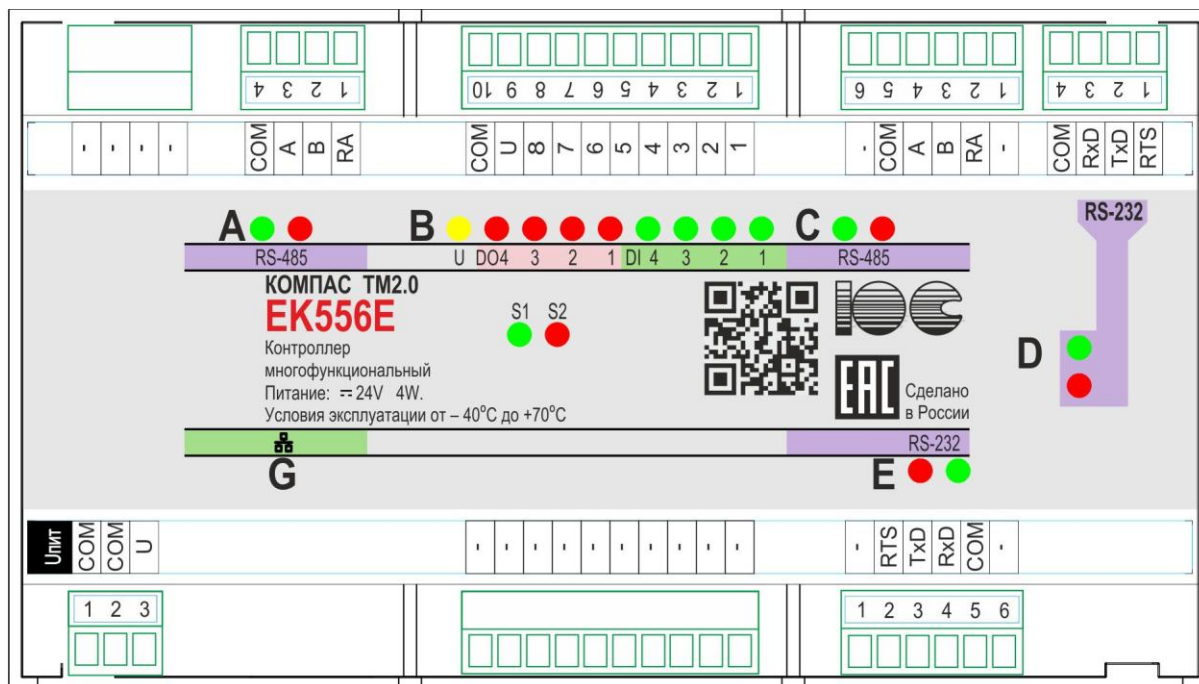 4 3 2 1
10 9 8 7 6 5 4 3 2 1
6 5 4 3 2 1
4 3 2 1
- - - -
COM A B RA
COM U 8 7 6 5 4 3 2 1
- COM A B RA -
COM RxD TxD RTS
A
B
C
RS-232
RS-485
U DO4 3 2 1 DI 4 3 2 1
RS-485
КОМПАС ТМ2.0
EK556E
S1 S2
Контроллер
многофункциональный
Питание: ⎓ 24V 4W.
Условия эксплуатации от – 40°C до +70°C
ЮС
EAC
Сделано
в России
D
RS-232
G
E
Uпит COM COM U
- - - - - - - - - -
- RTS TxD RxD COM -
1 2 3
1 2 3 4 5 6